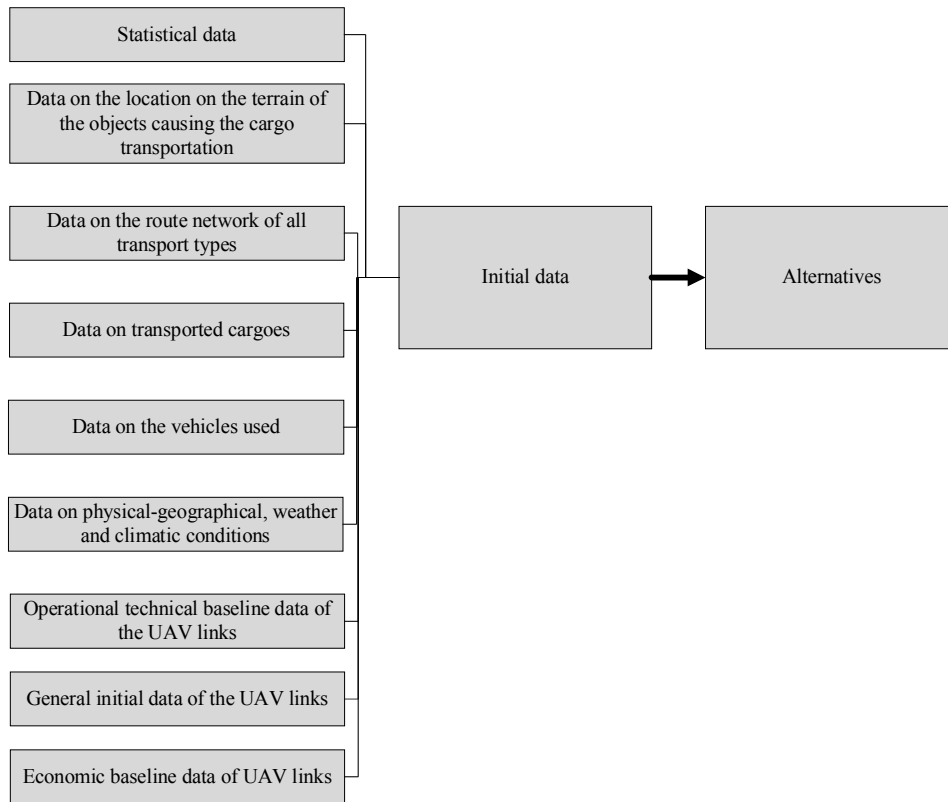 Statistical data
Data on the location on the terrain of
the objects causing the cargo
transportation
Data on the route network of all
transport types
Data on transported cargoes
Data on the vehicles used
Data on physical-geographical, weather
and climatic conditions
Operational technical baseline data of
the UAV links
General initial data of the UAV links
Economic baseline data of UAV links
Initial data
Alternatives